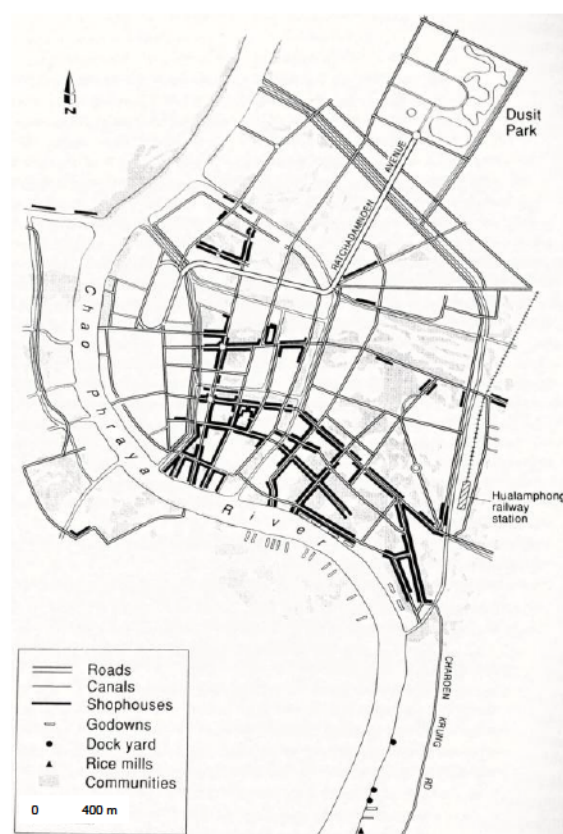 N
Dusit
Park
RATCHADAMNOEN AVENUE
Chao Phraya River
Hualamphong
railway
station
CHAROEN KRUNG RD
Roads
Canals
Shophouses
Godowns
Dock yard
Rice mills
Communities
0 400 m